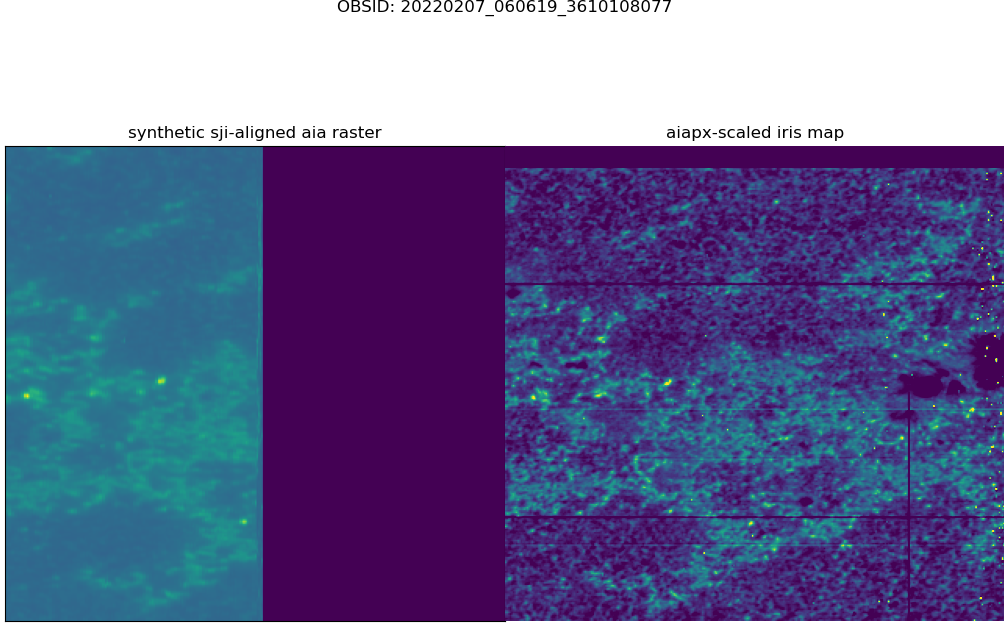 OBSID: 20220207_060619_3610108077
synthetic sji-aligned aia raster
aiapx-scaled iris map